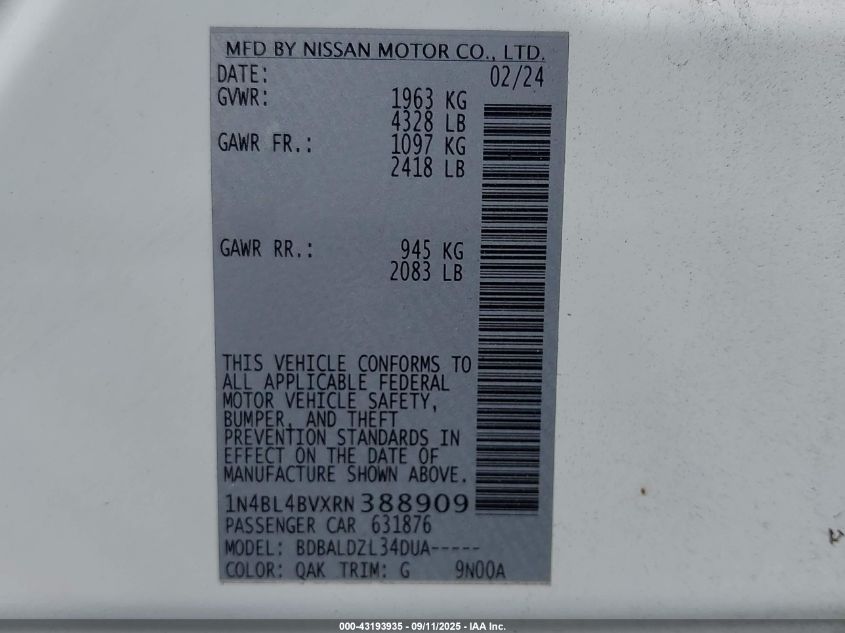 MFD BY NISSAN MOTOR CO., LTD.
DATE: 02/24
GVWR: 1963 KG
4328 LB
GAWR FR.: 1097 KG
2418 LB
GAWR RR.: 945 KG
2083 LB
THIS VEHICLE CONFORMS TO
ALL APPLICABLE FEDERAL
MOTOR VEHICLE SAFETY,
BUMPER, AND THEFT
PREVENTION STANDARDS IN
EFFECT ON THE DATE OF
MANUFACTURE SHOWN ABOVE.
1N4BL4BVXRN388909
PASSENGER CAR 631876
MODEL: BDBALDZL34DUA-----
COLOR: QAK TRIM: G 9N00A
000-43193935 - 09/11/2025 - IAA Inc.